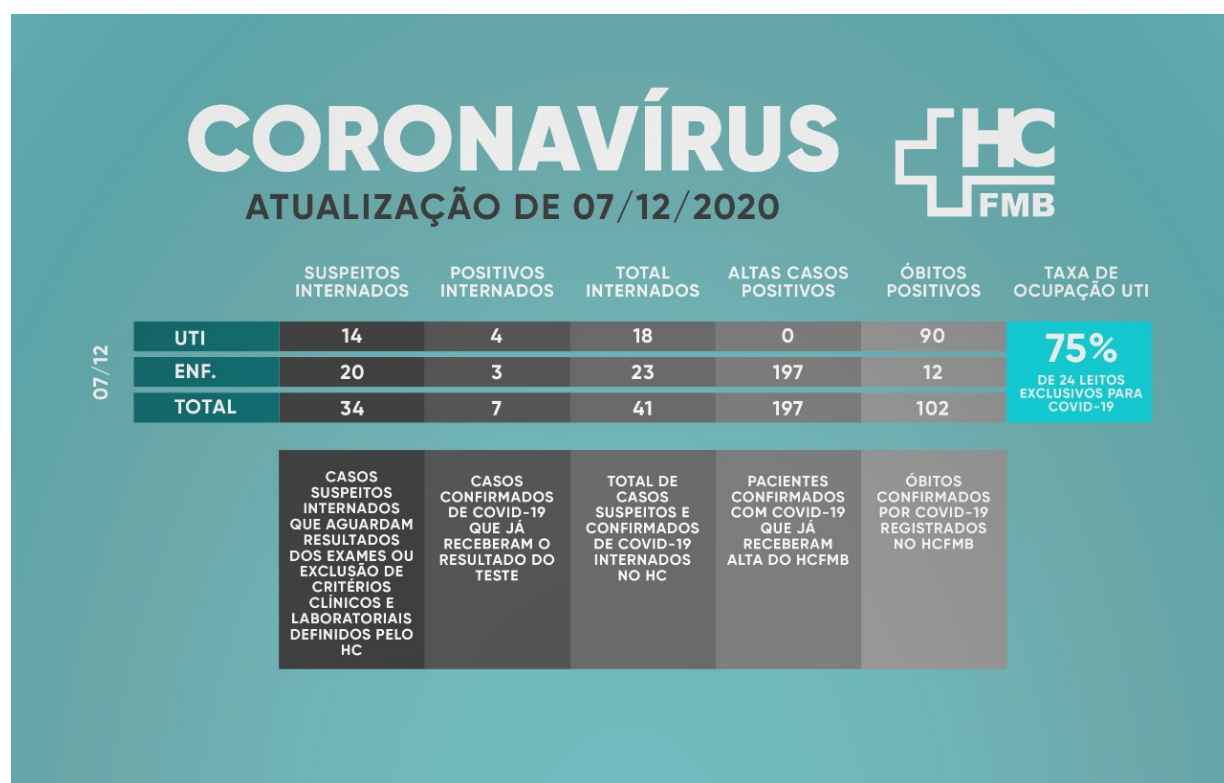 CORONAVÍRUS
ATUALIZAÇÃO DE 07/12/2020
HC
FMB
SUSPEITOS
INTERNADOS
POSITIVOS
INTERNADOS
TOTAL
INTERNADOS
ALTAS CASOS
POSITIVOS
ÓBITOS
POSITIVOS
TAXA DE
OCUPAÇÃO UTI
07/12
UTI 14 4 18 0 90
ENF. 20 3 23 197 12
TOTAL 34 7 41 197 102
75%
DE 24 LEITOS
EXCLUSIVOS PARA
COVID-19
CASOS
SUSPEITOS
INTERNADOS
QUE AGUARDAM
RESULTADOS
DOS EXAMES OU
EXCLUSÃO DE
CRITÉRIOS
CLÍNICOS E
LABORATORIAIS
DEFINIDOS PELO
HC
CASOS
CONFIRMADOS
DE COVID-19
QUE JÁ
RECEBERAM O
RESULTADO DO
TESTE
TOTAL DE
CASOS
SUSPEITOS E
CONFIRMADOS
DE COVID-19
INTERNADOS
NO HC
PACIENTES
CONFIRMADOS
COM COVID-19
QUE JÁ
RECEBERAM
ALTA DO HCFMB
ÓBITOS
CONFIRMADOS
POR COVID-19
REGISTRADOS
NO HCFMB